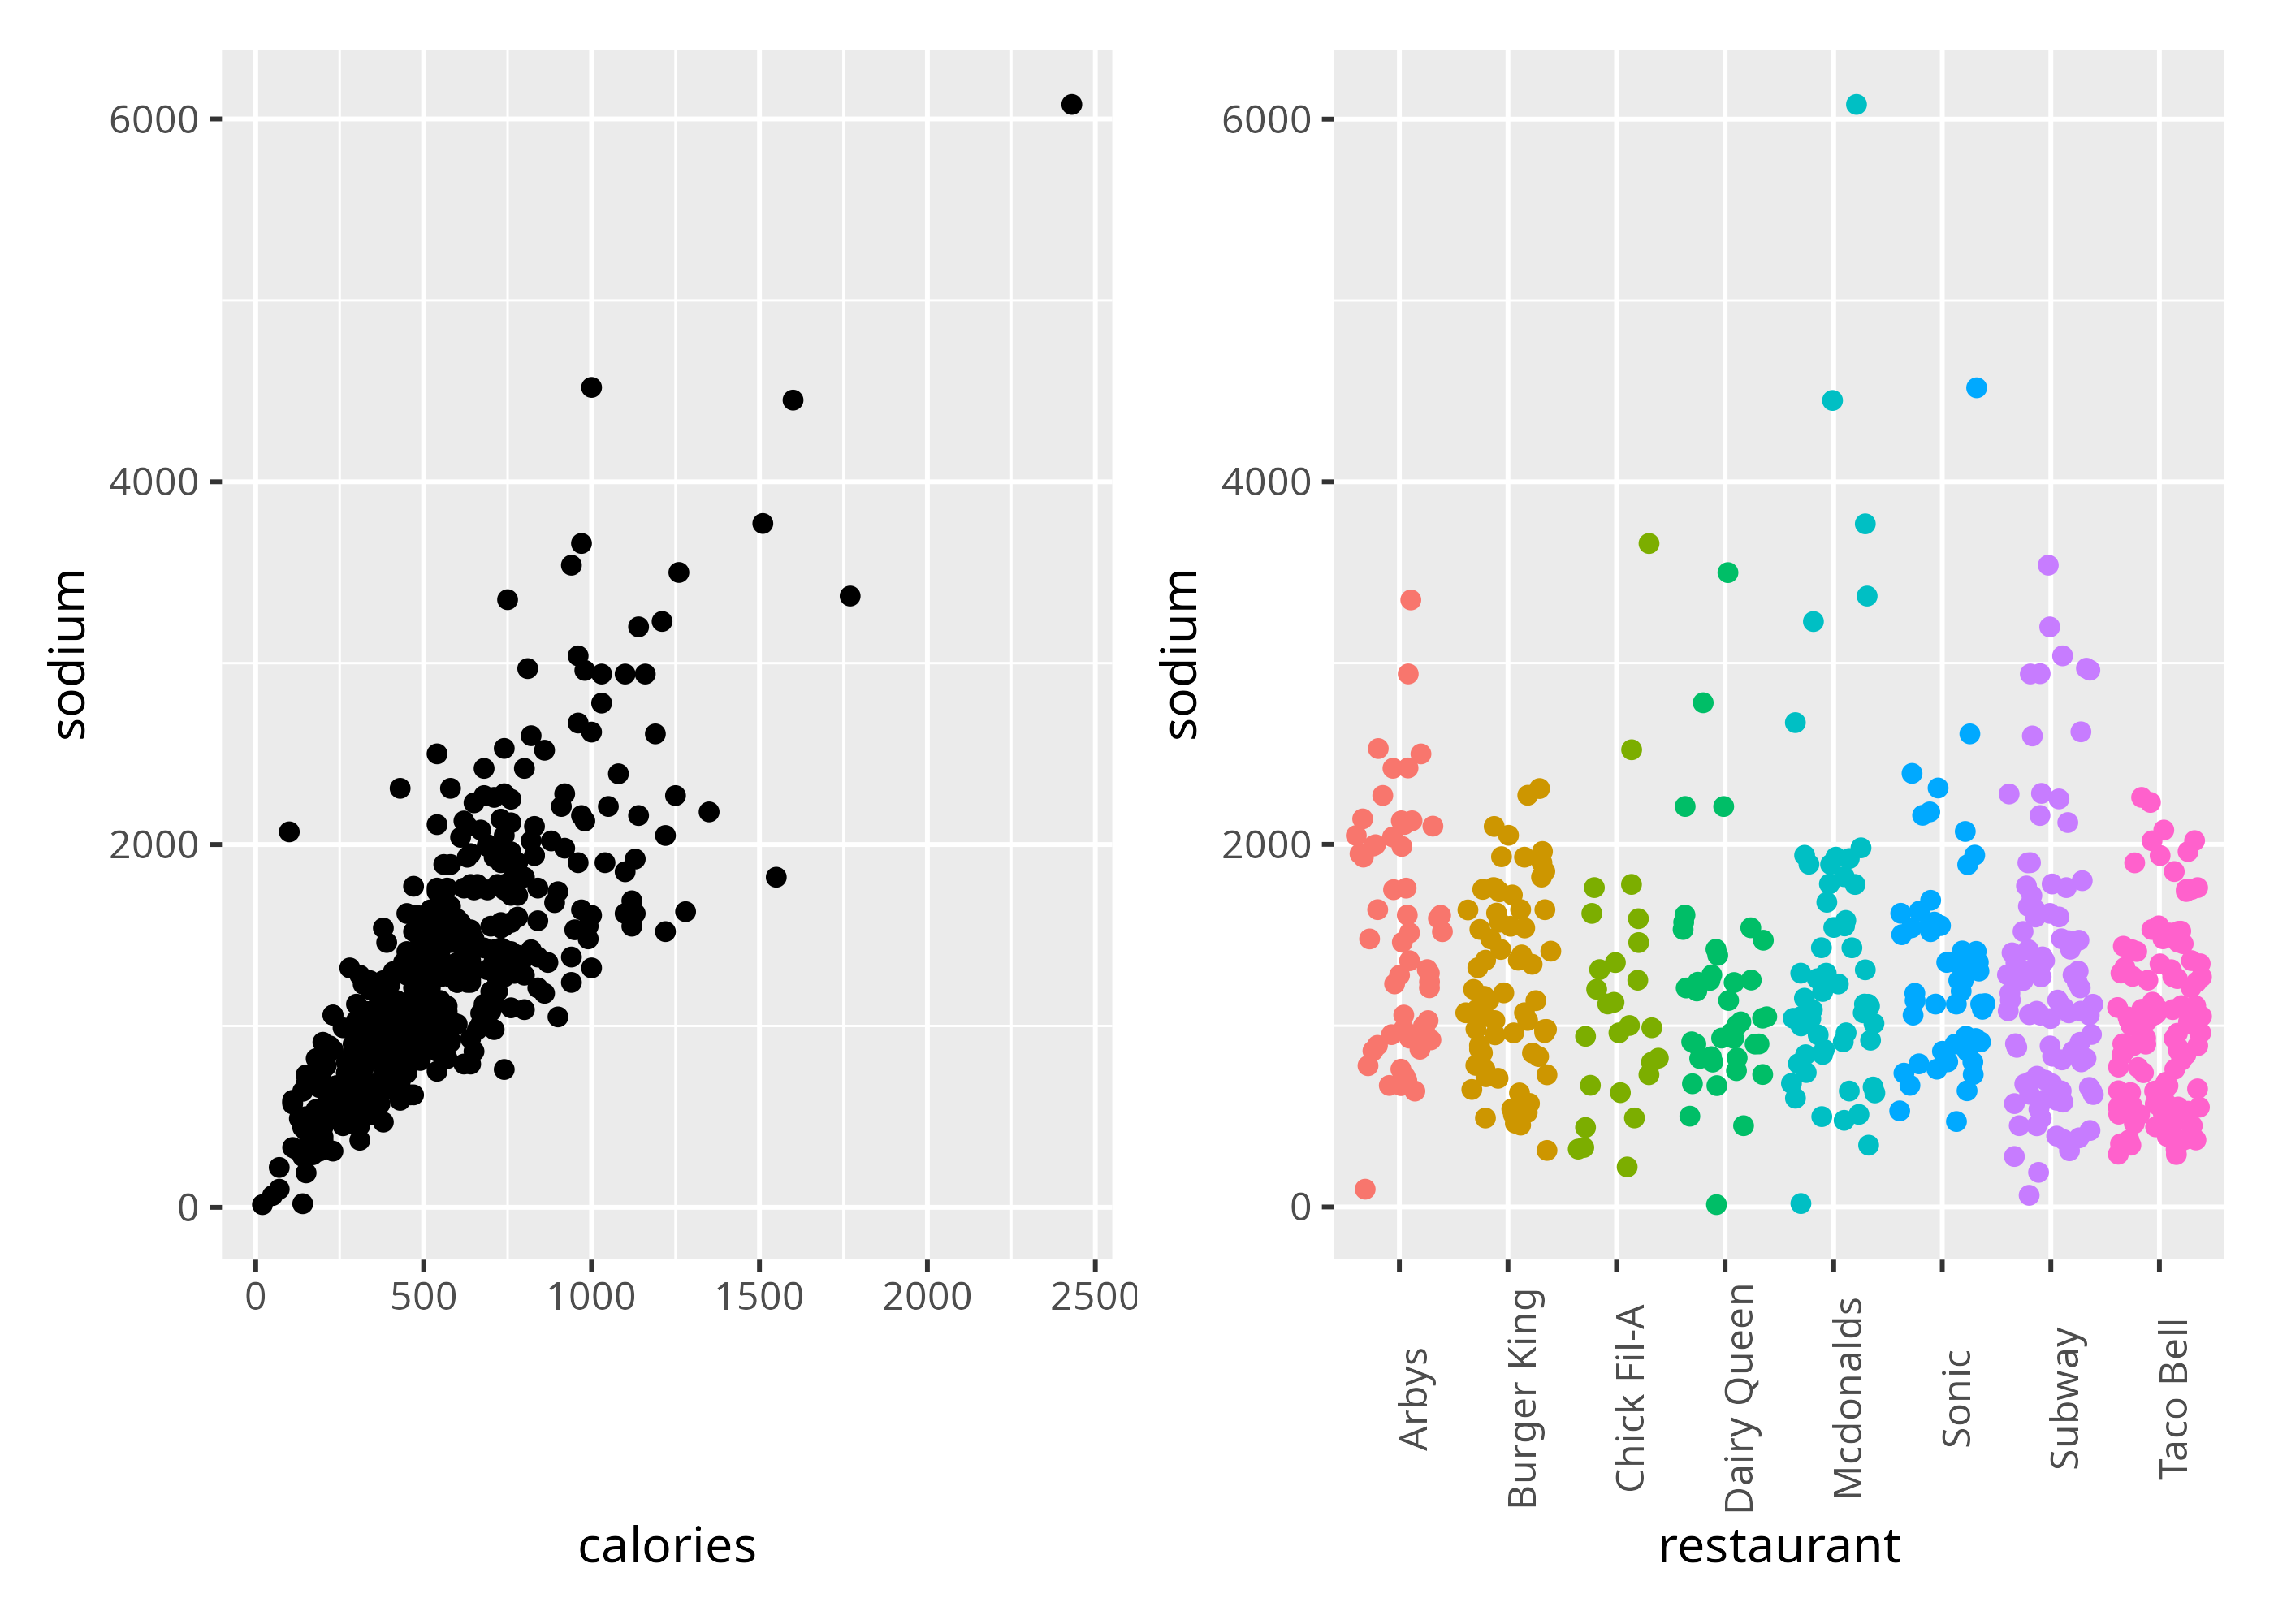 sodium
6000
4000
2000
0
0 500 1000 1500 2000 2500
calories
sodium
6000
4000
2000
0
Arbys
Burger King
Chick Fil-A
Dairy Queen
Mcdonalds
Sonic
Subway
Taco Bell
restaurant